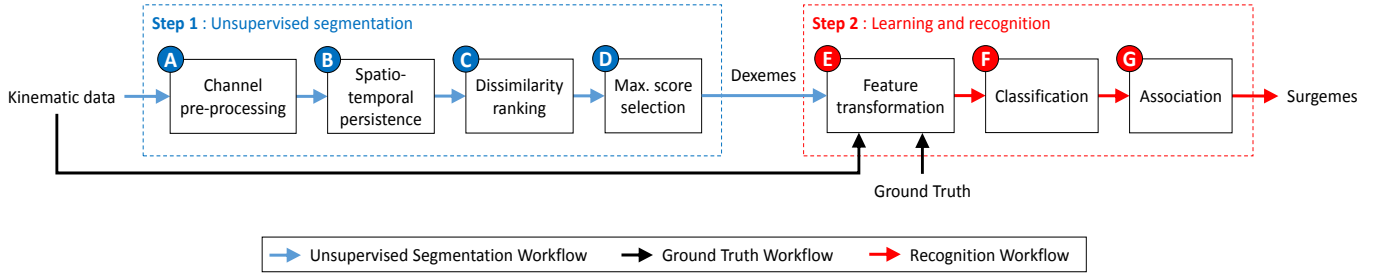 Step 1 : Unsupervised segmentation
Step 2 : Learning and recognition
Kinematic data
A
Channel
pre-processing
B
Spatio-
temporal
persistence
C
Dissimilarity
ranking
D
Max. score
selection
Dexemes
E
Feature
transformation
F
Classification
G
Association
Surgemes
Ground Truth
Unsupervised Segmentation Workflow
Ground Truth Workflow
Recognition Workflow